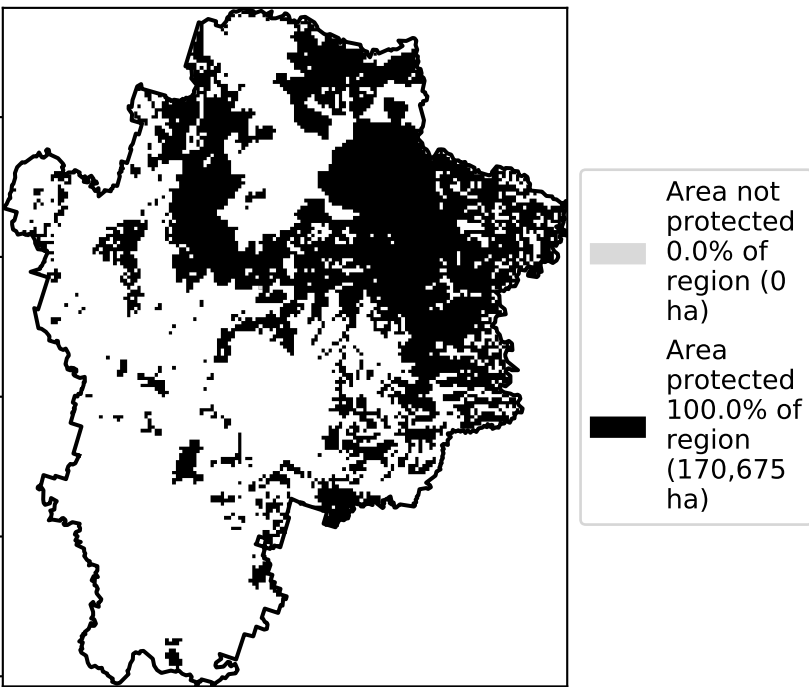 Area not
protected
0.0% of
region (0
ha)
Area
protected
100.0% of
region
(170,675
ha)